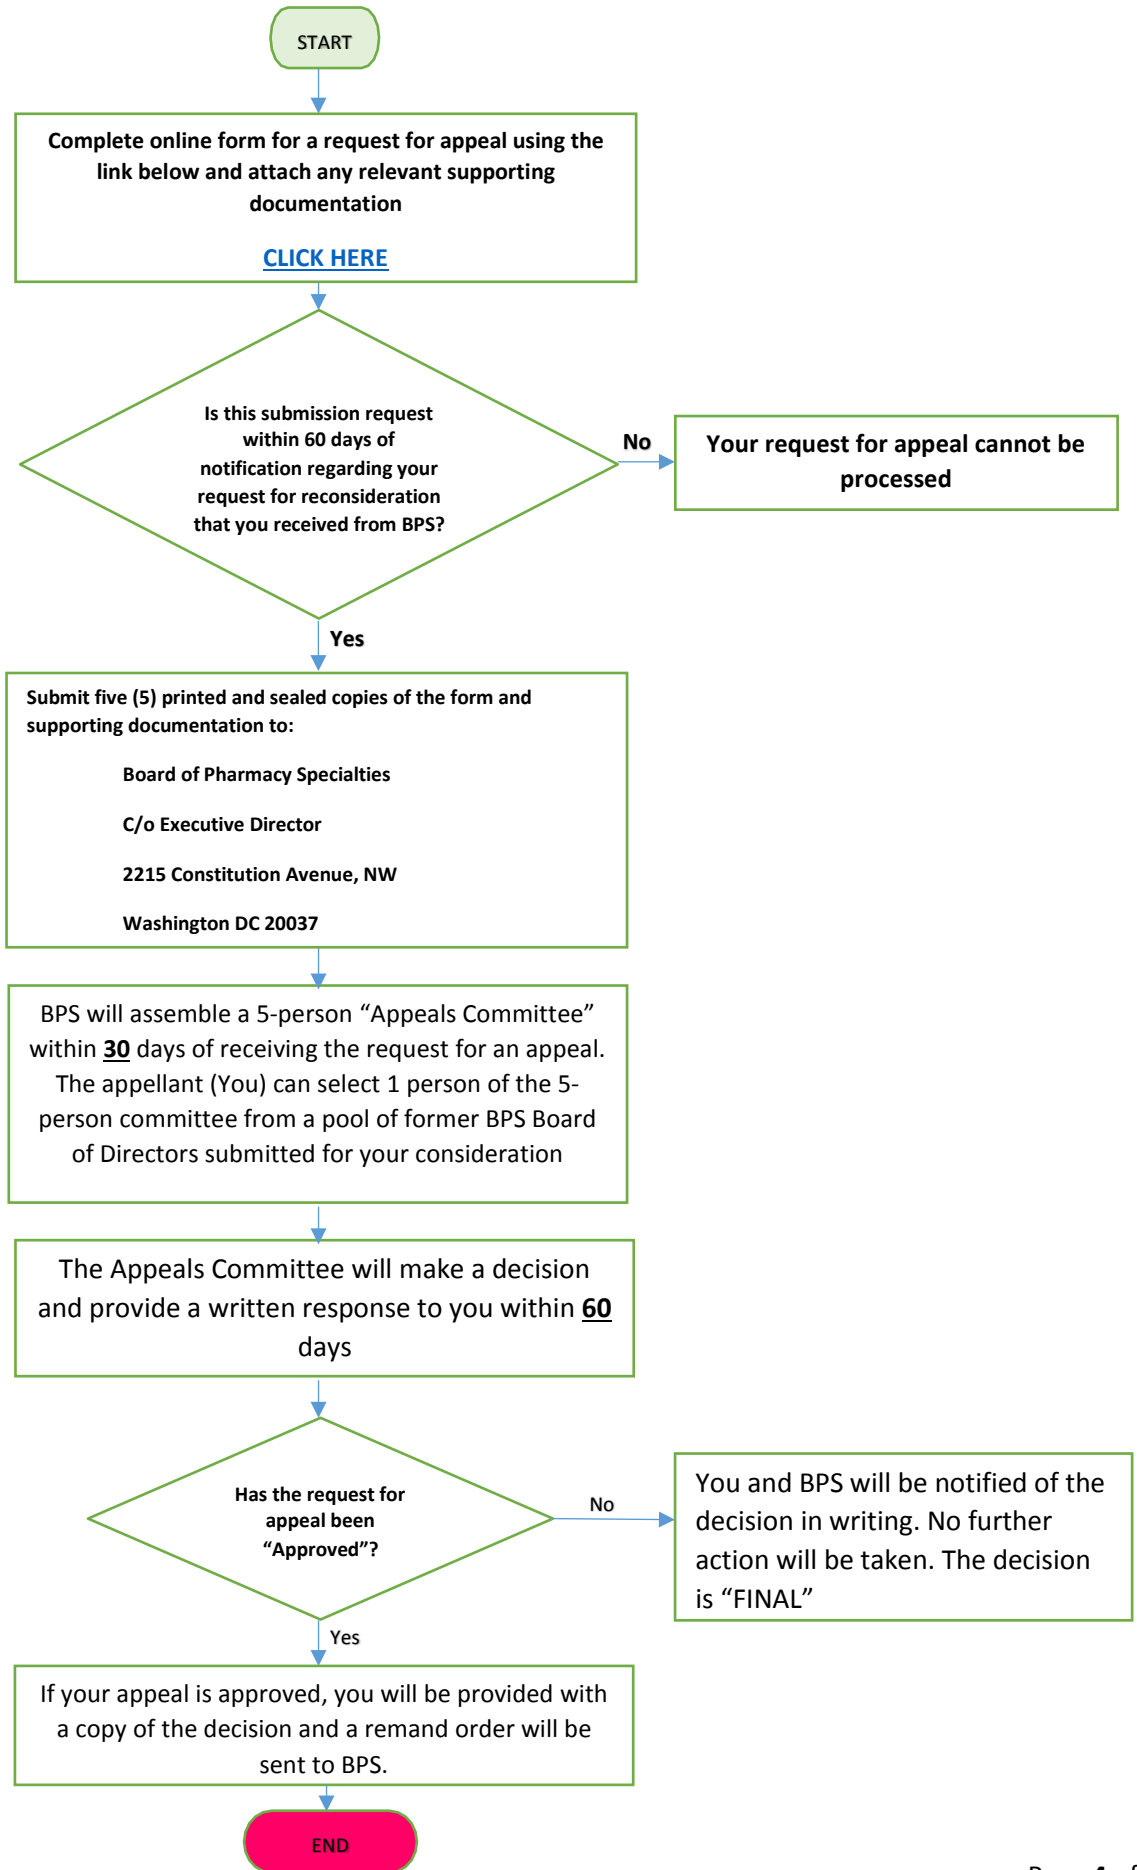 START
Complete online form for a request for appeal using the
link below and attach any relevant supporting
documentation
CLICK HERE
Is this submission request
within 60 days of
notification regarding your
request for reconsideration
that you received from BPS?
No
Your request for appeal cannot be
processed
Yes
Submit five (5) printed and sealed copies of the form and
supporting documentation to:
Board of Pharmacy Specialties
C/o Executive Director
2215 Constitution Avenue, NW
Washington DC 20037
BPS will assemble a 5-person “Appeals Committee”
within 30 days of receiving the request for an appeal.
The appellant (You) can select 1 person of the 5-
person committee from a pool of former BPS Board
of Directors submitted for your consideration
The Appeals Committee will make a decision
and provide a written response to you within 60
days
Has the request for
appeal been
“Approved”?
No
You and BPS will be notified of the
decision in writing. No further
action will be taken. The decision
is “FINAL”
Yes
If your appeal is approved, you will be provided with
a copy of the decision and a remand order will be
sent to BPS.
END